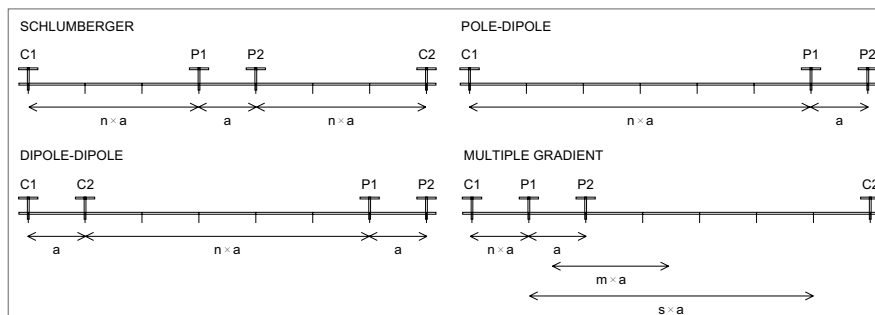 SCHLUMBERGER
C1 P1 P2 C2
n × a a n × a
POLE-DIPOLE
C1 P1 P2
n × a a
DIPOLE-DIPOLE
C1 C2 P1 P2
a n × a a
MULTIPLE GRADIENT
C1 P1 P2 C2
n × a a
m × a
s × a